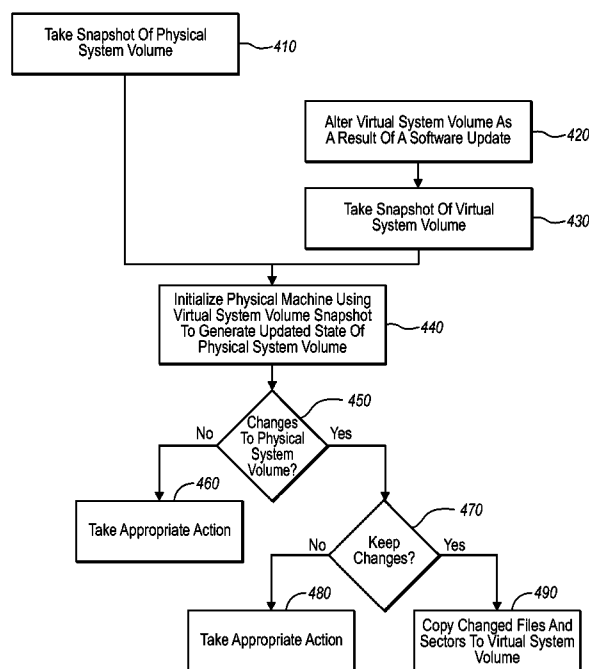 Take Snapshot Of Physical
System Volume
410
Alter Virtual System Volume As
A Result Of A Software Update
420
Take Snapshot Of Virtual
System Volume
430
Initialize Physical Machine Using
Virtual System Volume Snapshot
To Generate Updated State Of
Physical System Volume
440
450
Changes
To Physical
System
Volume?
No
Yes
460
Take Appropriate Action
470
Keep
Changes?
No
Yes
480
Take Appropriate Action
490
Copy Changed Files And
Sectors To Virtual System
Volume